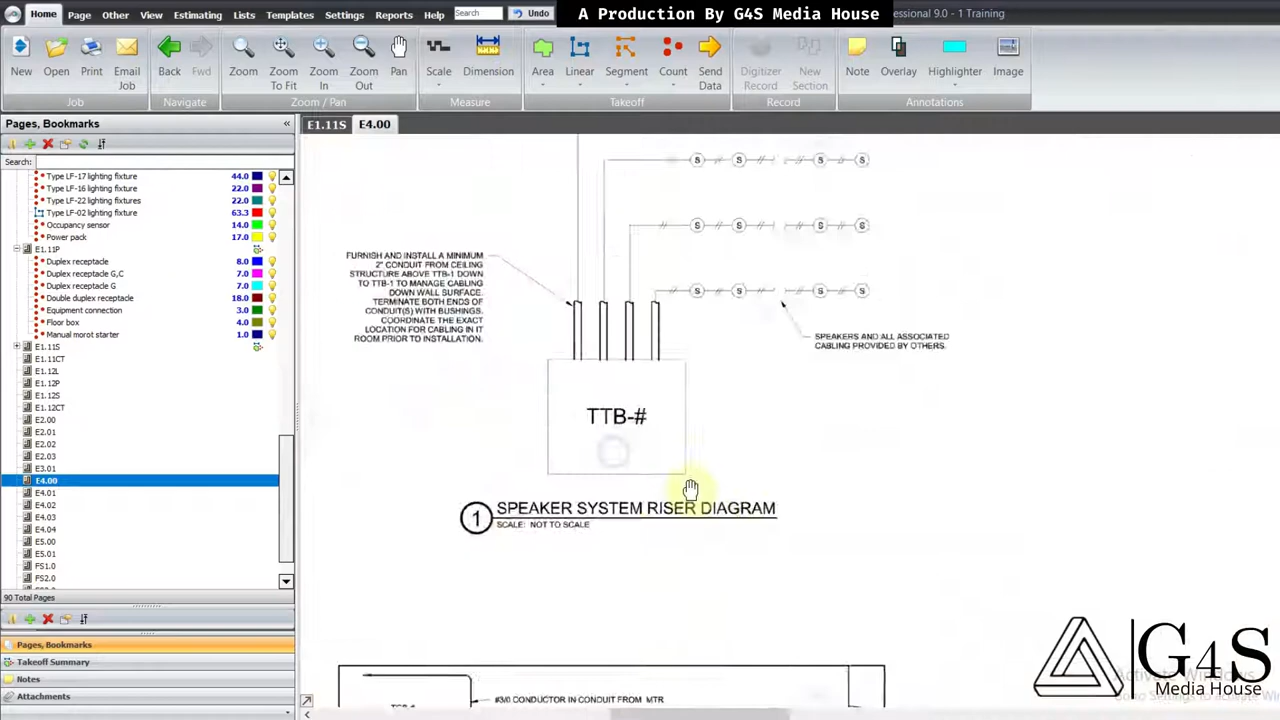 A Production By G4S Media House
essional 9.0 - 1 Training
Home Page Other View Estimating Lists Templates Settings Reports Help Search Undo
New Open Print Email Job Back Fwd Zoom Zoom To Fit Zoom In Zoom Out Pan Scale Dimension Area Linear Segment Count Send Data Digitizer Record New Section Note Overlay Highlighter Image
Job Navigate Zoom / Pan Measure Takeoff Record Annotations
Pages, Bookmarks «
E1.11S E4.00
Search:
Type LF-17 lighting fixture 44.0
Type LF-16 lighting fixture 22.0
Type LF-22 lighting fixtures 22.0
Type LF-02 lighting fixture 63.3
Occupancy sensor 14.0
Power pack 17.0
E1.11P
Duplex receptacle 8.0
Duplex receptacle G,C 7.0
Duplex receptacle G 7.0
Double duplex receptacle 18.0
Equipment connection 3.0
Floor box 4.0
Manual morot starter 1.0
E1.11S
E1.11CT
E1.12L
E1.12P
E1.12S
E1.12CT
E2.00
E2.01
E2.02
E2.03
E3.01
E4.00
E4.01
E4.02
E4.03
E4.04
E5.00
E5.01
FS1.0
FS2.0
90 Total Pages
Pages, Bookmarks
Takeoff Summary
Notes
Attachments
S S S S
S S S S
S S S S
FURNISH AND INSTALL A MINIMUM
2" CONDUIT FROM CEILING
STRUCTURE ABOVE TTB-1 DOWN
TO TTB-1 TO MANAGE CABLING
DOWN WALL SURFACE.
TERMINATE BOTH ENDS OF
CONDUIT(S) WITH BUSHINGS.
COORDINATE THE EXACT
LOCATION FOR CABLING IN IT
ROOM PRIOR TO INSTALLATION.
SPEAKERS AND ALL ASSOCIATED
CABLING PROVIDED BY OTHERS.
TTB-#
1 SPEAKER SYSTEM RISER DIAGRAM
SCALE: NOT TO SCALE
#3/0 CONDUCTOR IN CONDUIT FROM MTR
G4S
Media House
Activate Windows